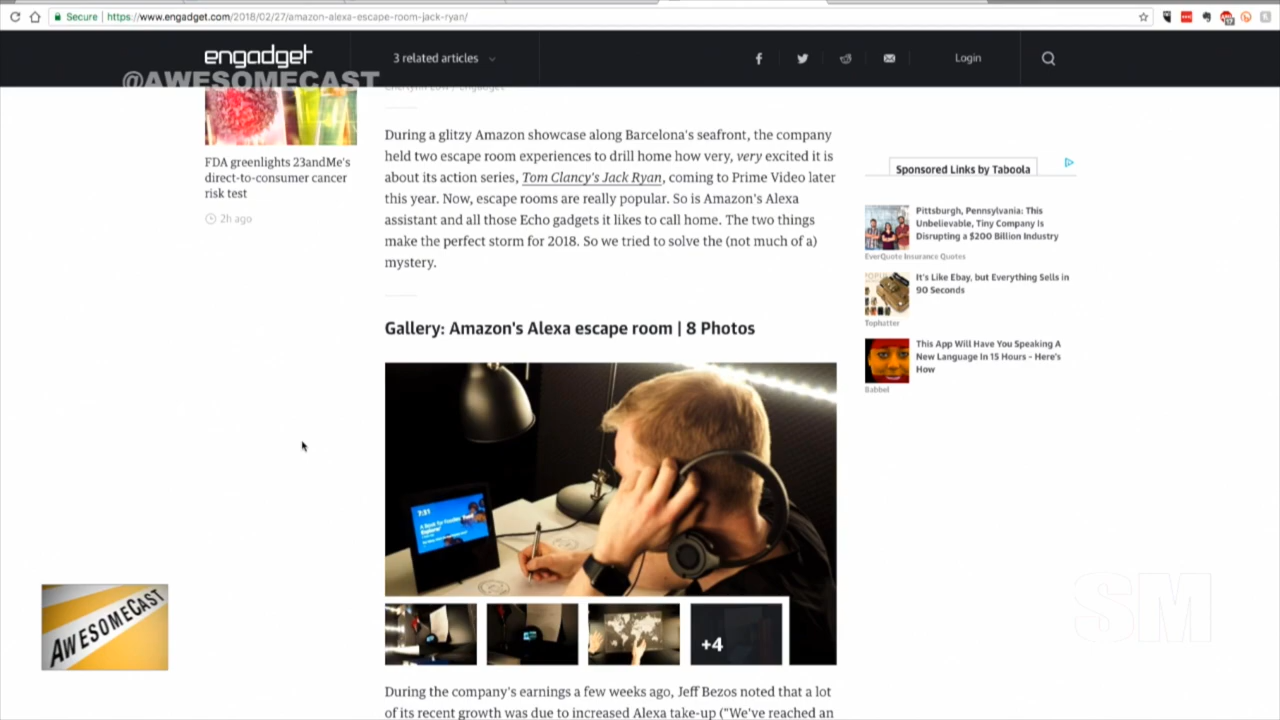 Secure
https://www.engadget.com/2018/02/27/amazon-alexa-escape-room-jack-ryan/
engadget
3 related articles
Login
@AWESOMECAST
FDA greenlights 23andMe's
direct-to-consumer cancer
risk test
2h ago
During a glitzy Amazon showcase along Barcelona's seafront, the company
held two escape room experiences to drill home how very, very excited it is
about its action series, Tom Clancy's Jack Ryan, coming to Prime Video later
this year. Now, escape rooms are really popular. So is Amazon's Alexa
assistant and all those Echo gadgets it likes to call home. The two things
make the perfect storm for 2018. So we tried to solve the (not much of a)
mystery.
Gallery: Amazon's Alexa escape room | 8 Photos
7:31
+4
During the company's earnings a few weeks ago, Jeff Bezos noted that a lot
of its recent growth was due to increased Alexa take-up ("We've reached an
Sponsored Links by Taboola
Pittsburgh, Pennsylvania: This
Unbelievable, Tiny Company Is
Disrupting a $200 Billion Industry
EverQuote Insurance Quotes
It's Like Ebay, but Everything Sells in
90 Seconds
Tophatter
This App Will Have You Speaking A
New Language In 15 Hours - Here's
How
Babbel
AWESOMECAST
SM